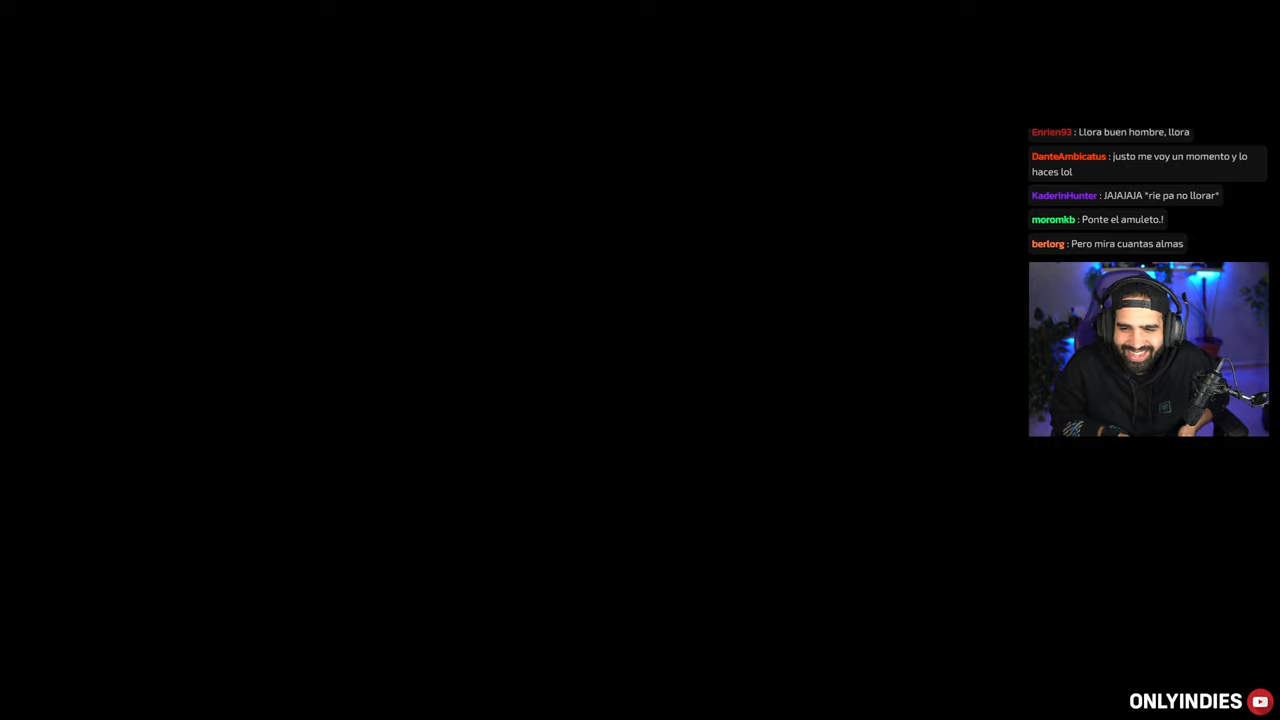 Enrien93 : Llora buen hombre, llora
DanteAmbicatus : justo me voy un momento y lo
haces lol
KaderinHunter : JAJAJAJA *rie pa no llorar*
moromkb : Ponte el amuleto.!
berlorg : Pero mira cuantas almas
ONLYINDIES